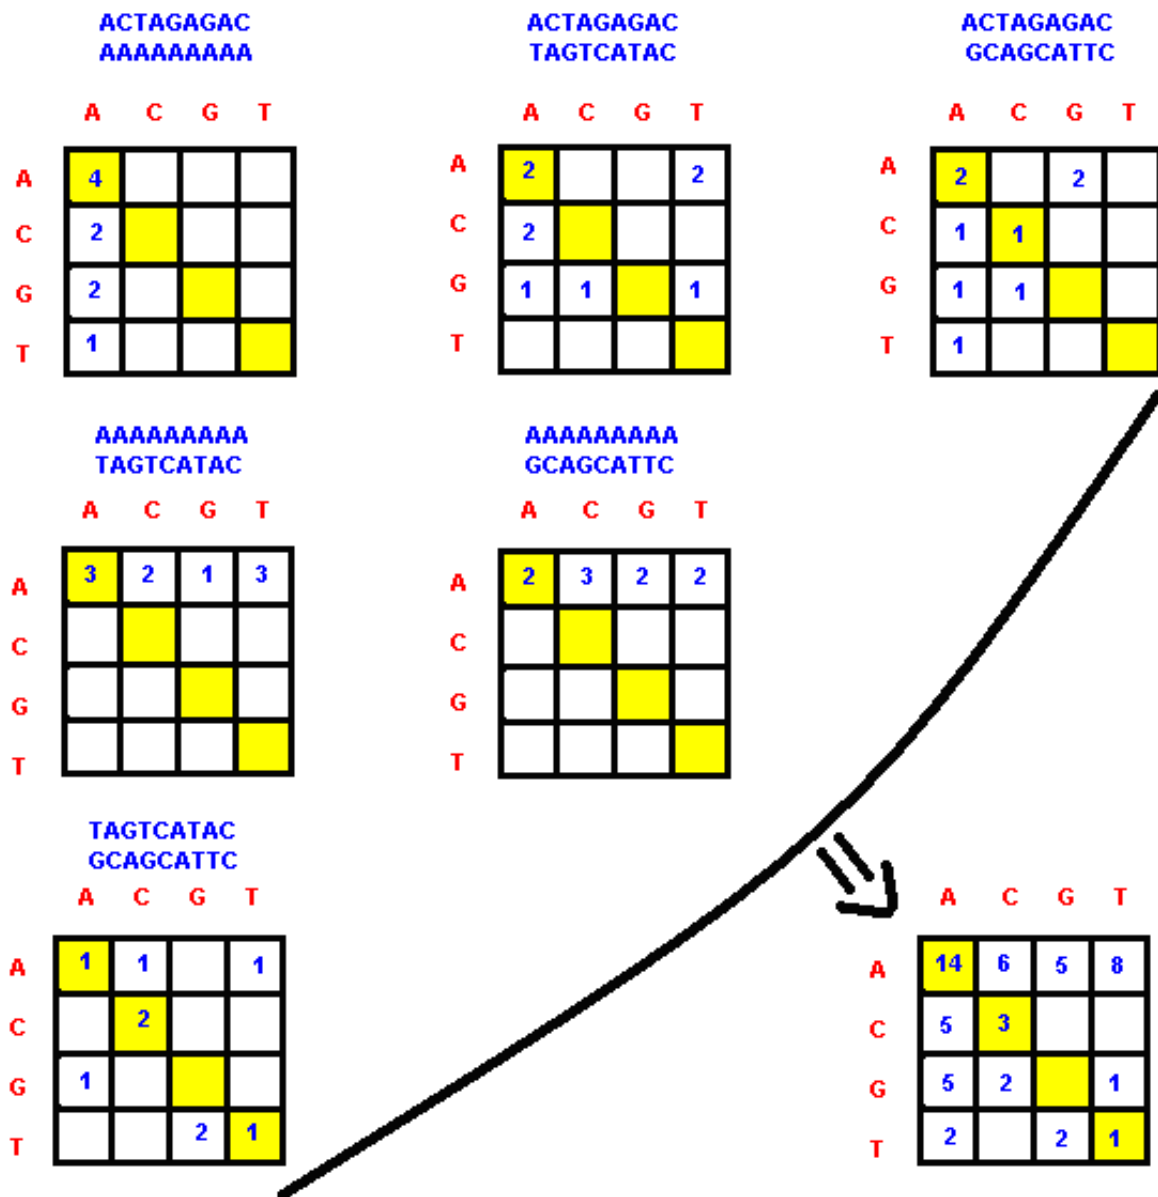 ACTAGAGAC
AAAAAAAAA
A C G T
A 4
C 2
G 2
T 1
ACTAGAGAC
TAGTCATAC
A C G T
A 2 2
C 2
G 1 1 1
T
ACTAGAGAC
GCAGCATTC
A C G T
A 2 2
C 1 1
G 1 1
T 1
AAAAAAAAA
TAGTCATAC
A C G T
A 3 2 1 3
C
G
T
AAAAAAAAA
GCAGCATTC
A C G T
A 2 3 2 2
C
G
T
TAGTCATAC
GCAGCATTC
A C G T
A 1 1 1
C 2
G 1
T 2 1
A C G T
A 14 6 5 8
C 5 3
G 5 2 1
T 2 2 1